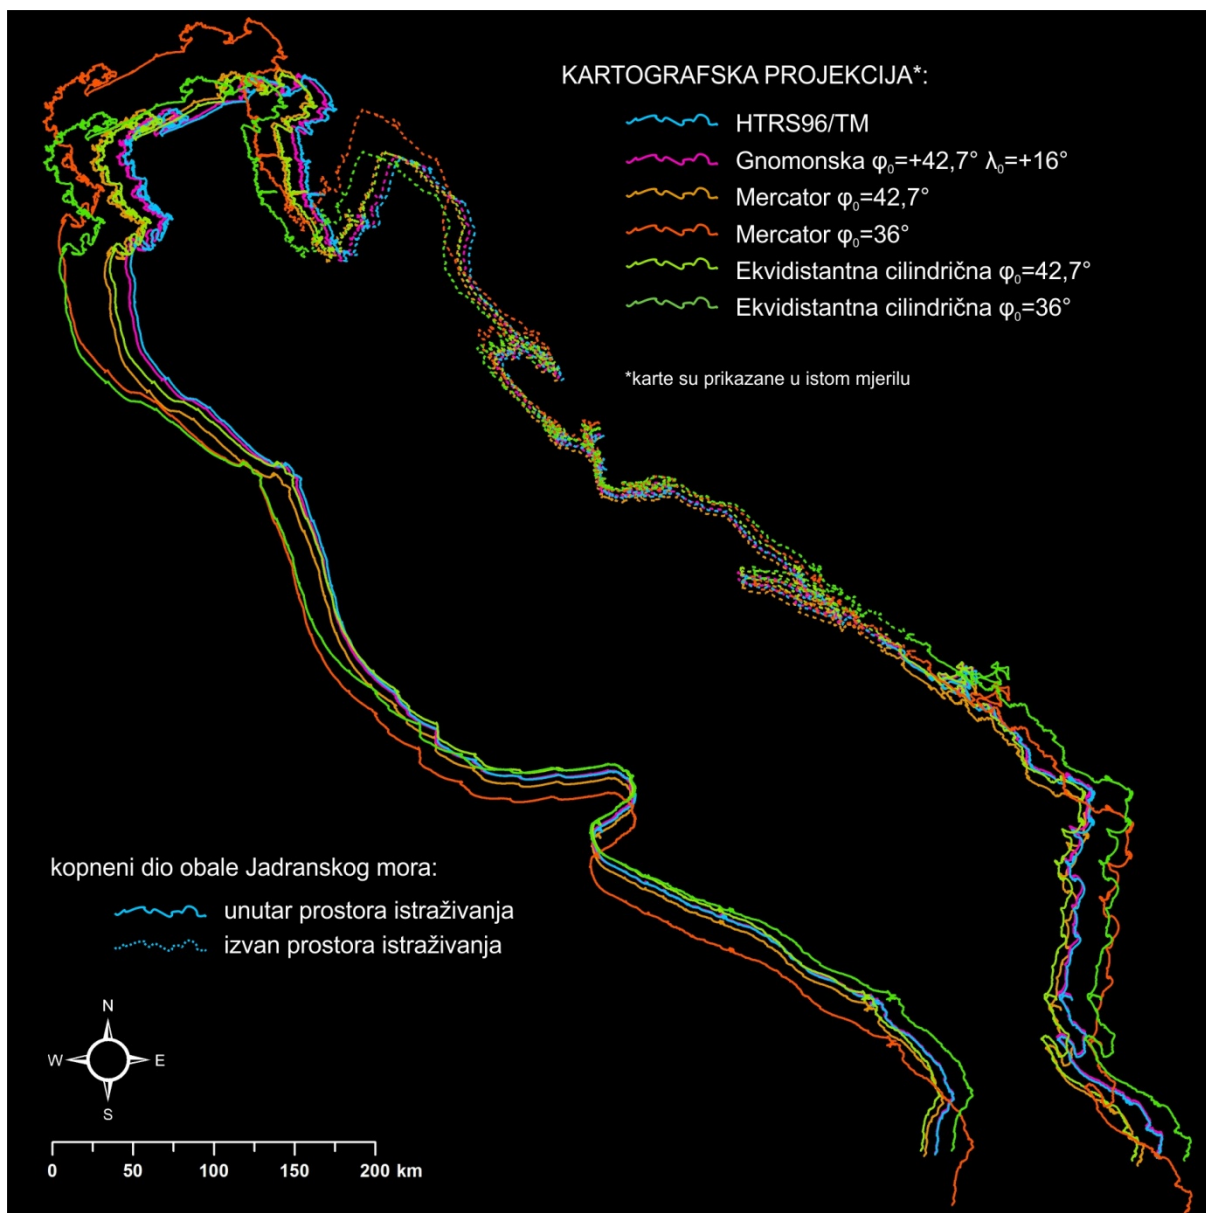 KARTOGRAFSKA PROJEKCIJA*:
HTRS96/TM
Gnomonska φ₀=+42,7° λ₀=+16°
Mercator φ₀=42,7°
Mercator φ₀=36°
Ekvidistantna cilindrična φ₀=42,7°
Ekvidistantna cilindrična φ₀=36°
*karte su prikazane u istom mjerilu
kopneni dio obale Jadranskog mora:
unutar prostora istraživanja
izvan prostora istraživanja
N
W E
S
0 50 100 150 200 km